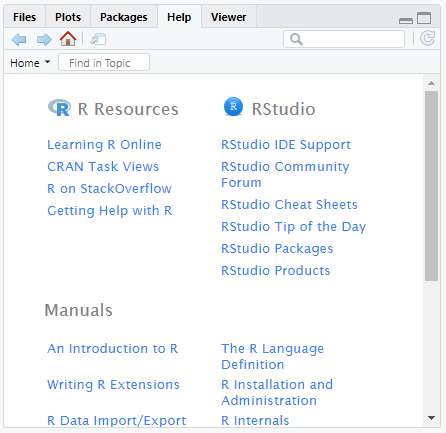 Files Plots Packages Help Viewer
Home Find in Topic
R R Resources
Learning R Online
CRAN Task Views
R on StackOverflow
Getting Help with R
R RStudio
RStudio IDE Support
RStudio Community
Forum
RStudio Cheat Sheets
RStudio Tip of the Day
RStudio Packages
RStudio Products
Manuals
An Introduction to R
The R Language
Definition
Writing R Extensions
R Installation and
Administration
R Data Import/Export
R Internals